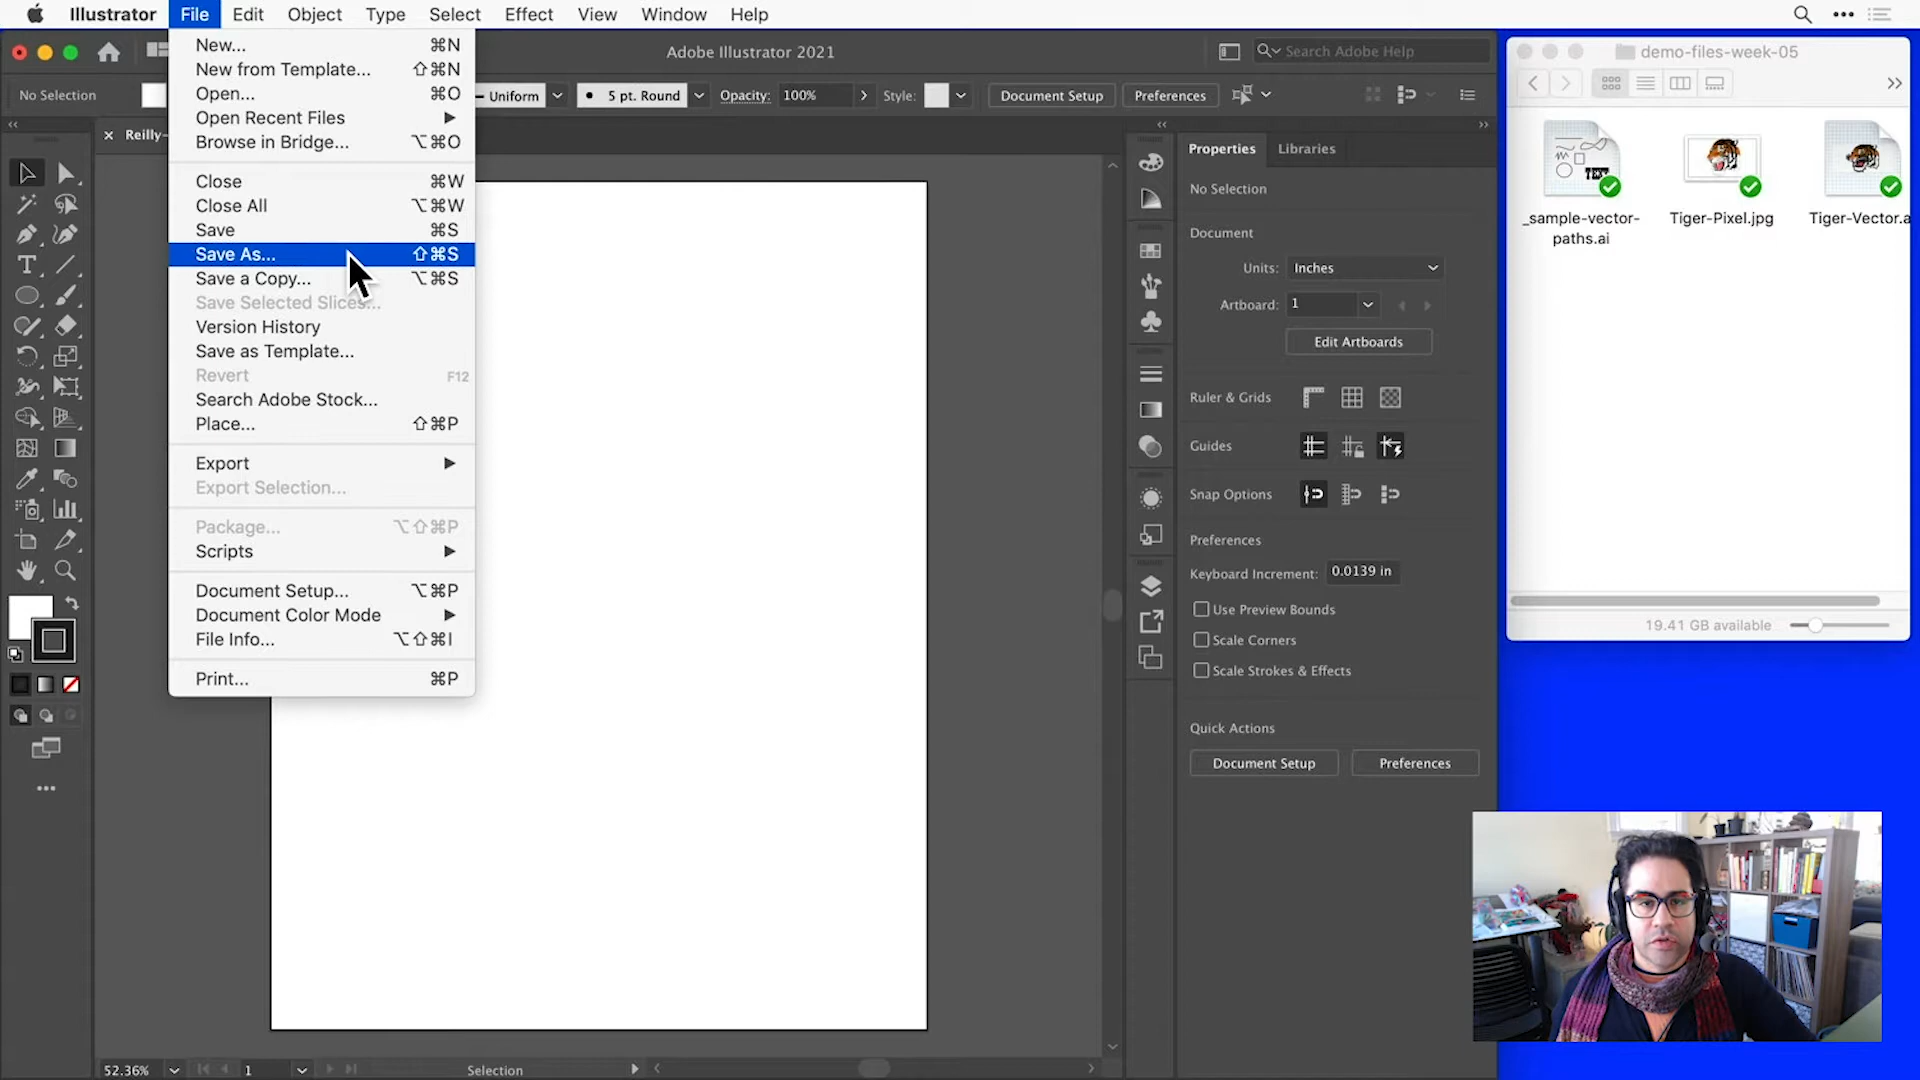 Illustrator File Edit Object Type Select Effect View Window Help
New... ⌘N
New from Template... ⇧⌘N
Open... ⌘O
Open Recent Files ▶
Browse in Bridge... ⌥⌘O
Close ⌘W
Close All ⌥⌘W
Save ⌘S
Save As... ⇧⌘S
Save a Copy... ⌥⌘S
Save Selected Slices...
Version History
Save as Template...
Revert F12
Search Adobe Stock...
Place... ⇧⌘P
Export ▶
Export Selection...
Package... ⌥⇧⌘P
Scripts ▶
Document Setup... ⌥⌘P
Document Color Mode ▶
File Info... ⌥⇧⌘I
Print... ⌘P
Adobe Illustrator 2021
Search Adobe Help
No Selection
Uniform 5 pt. Round Opacity: 100% Style: Document Setup Preferences
× Reilly-
Properties Libraries
No Selection
Document
Units: Inches
Artboard: 1
Edit Artboards
Ruler & Grids
Guides
Snap Options
Preferences
Keyboard Increment: 0.0139 in
Use Preview Bounds
Scale Corners
Scale Strokes & Effects
Quick Actions
Document Setup Preferences
52.36% 1 Selection
demo-files-week-05
TEXT
_sample-vector-
paths.ai
Tiger-Pixel.jpg
Tiger-Vector.a
19.41 GB available